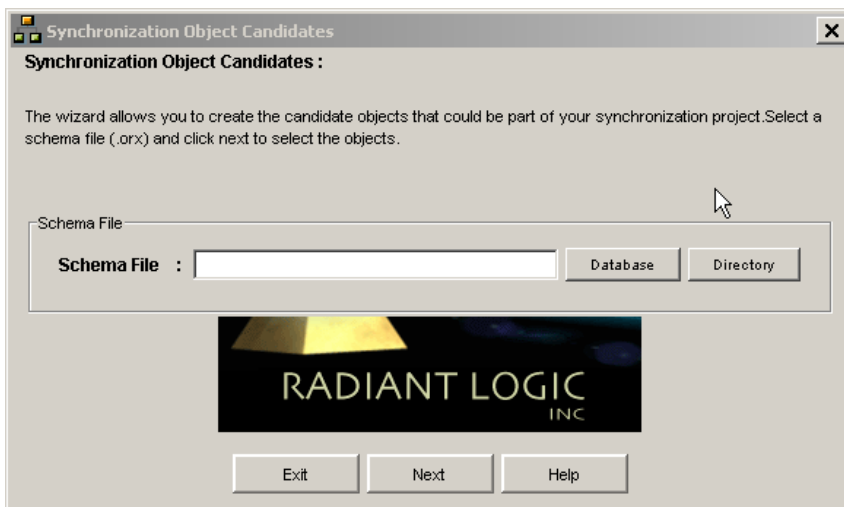 Synchronization Object Candidates
Synchronization Object Candidates :
The wizard allows you to create the candidate objects that could be part of your synchronization project.Select a
schema file (.orx) and click next to select the objects.
Schema File
Schema File : Database Directory
RADIANT LOGIC
INC
Exit Next Help